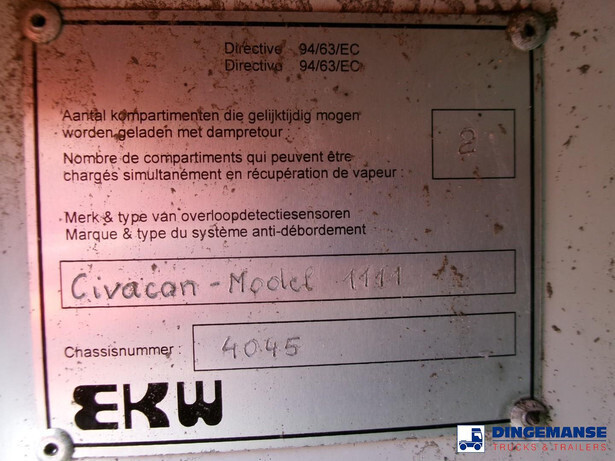 Directive 94/63/EC
Directivo 94/63/EC
Aantal kompartimenten die gelijktijdig mogen
worden geladen met dampretour :
2
Nombre de compartiments qui peuvent être
chargés simultanément en récupération de vapeur :
Merk & type van overloopdetectiesensoren
Marque & type du système anti-débordement
Civacon - Model 1111
Chassisnummer : 4045
EKW
DINGEMANSE
TRUCKS & TRAILERS